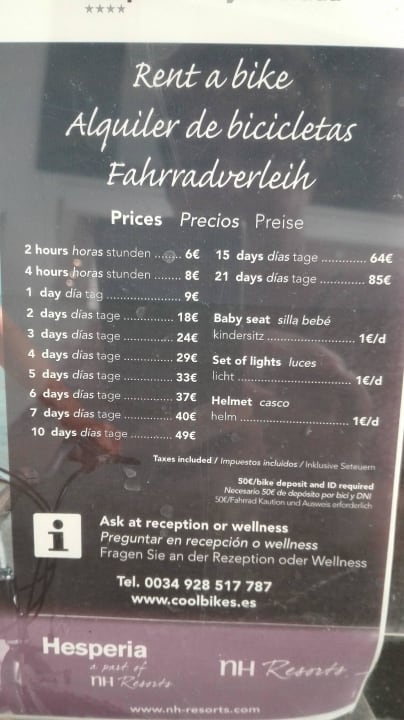 ★★★★
Rent a bike
Alquiler de bicicletas
Fahrradverleih
Prices Precios Preise
2 hours horas stunden ....... 6€
4 hours horas stunden ....... 8€
1 day día tag ...................... 9€
2 days días tage ............... 18€
3 days días tage ............... 24€
4 days días tage ............... 29€
5 days días tage ............... 33€
6 days días tage ............... 37€
7 days días tage ............... 40€
10 days días tage ............. 49€
15 days días tage ............. 64€
21 days días tage ............. 85€
Baby seat silla bebé
kindersitz ......................... 1€/d
Set of lights luces
licht ................................. 1€/d
Helmet casco
helm ................................ 1€/d
Taxes included / Impuestos incluidos / Inklusive Seteuern
50€/bike deposit and ID required
Necesario 50€ de depósito por bici y DNI
50€/Fahrrad Kaution und Ausweis erforderlich
i
Ask at reception or wellness
Preguntar en recepción o wellness
Fragen Sie an der Rezeption oder Wellness
Tel. 0034 928 517 787
www.coolbikes.es
Hesperia
a part of
nH Resorts
nH Resorts
www.nh-resorts.com